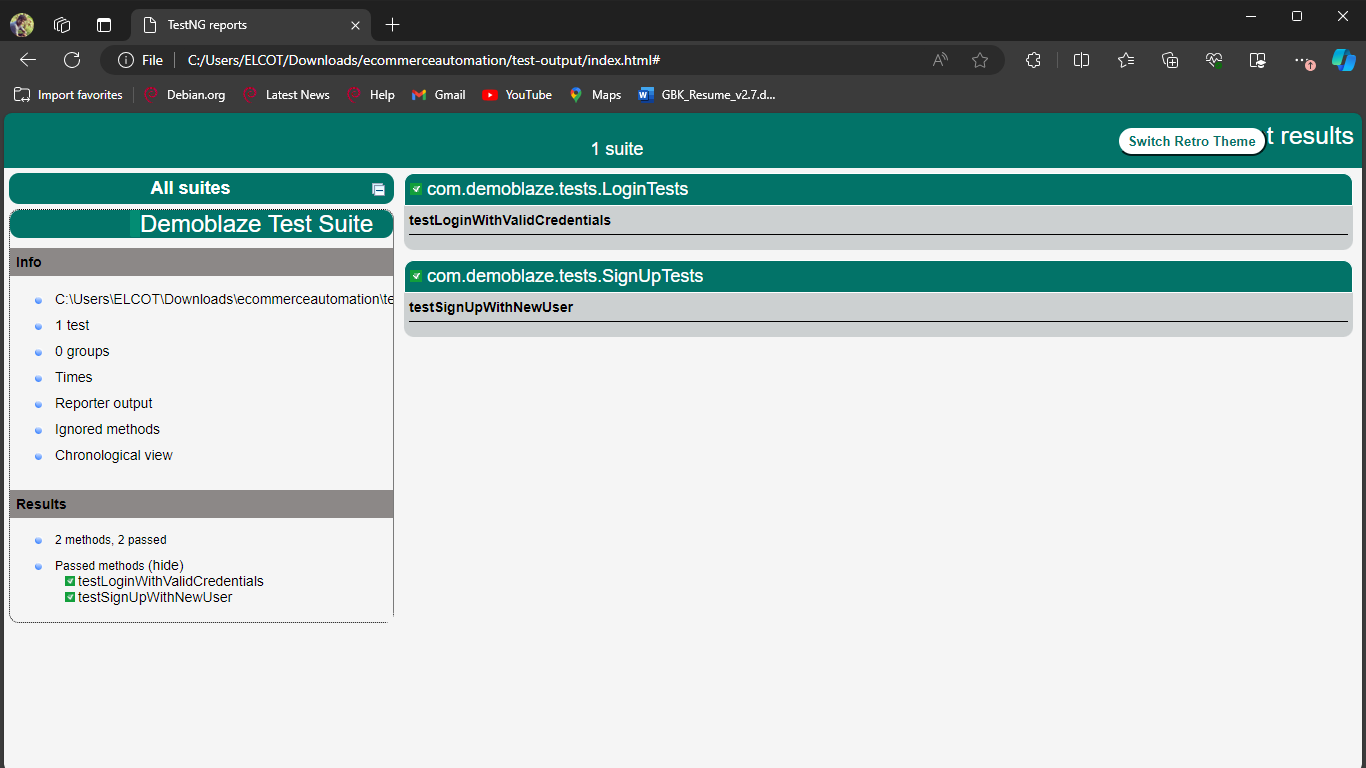 TestNG reports
File
C:/Users/ELCOT/Downloads/ecommerceautomation/test-output/index.html#
Import favorites
Debian.org
Latest News
Help
Gmail
YouTube
Maps
GBK_Resume_v2.7.d...
1 suite
Switch Retro Theme
t results
All suites
Demoblaze Test Suite
Info
C:\Users\ELCOT\Downloads\ecommerceautomation\te
1 test
0 groups
Times
Reporter output
Ignored methods
Chronological view
Results
2 methods, 2 passed
Passed methods (hide)
testLoginWithValidCredentials
testSignUpWithNewUser
com.demoblaze.tests.LoginTests
testLoginWithValidCredentials
com.demoblaze.tests.SignUpTests
testSignUpWithNewUser